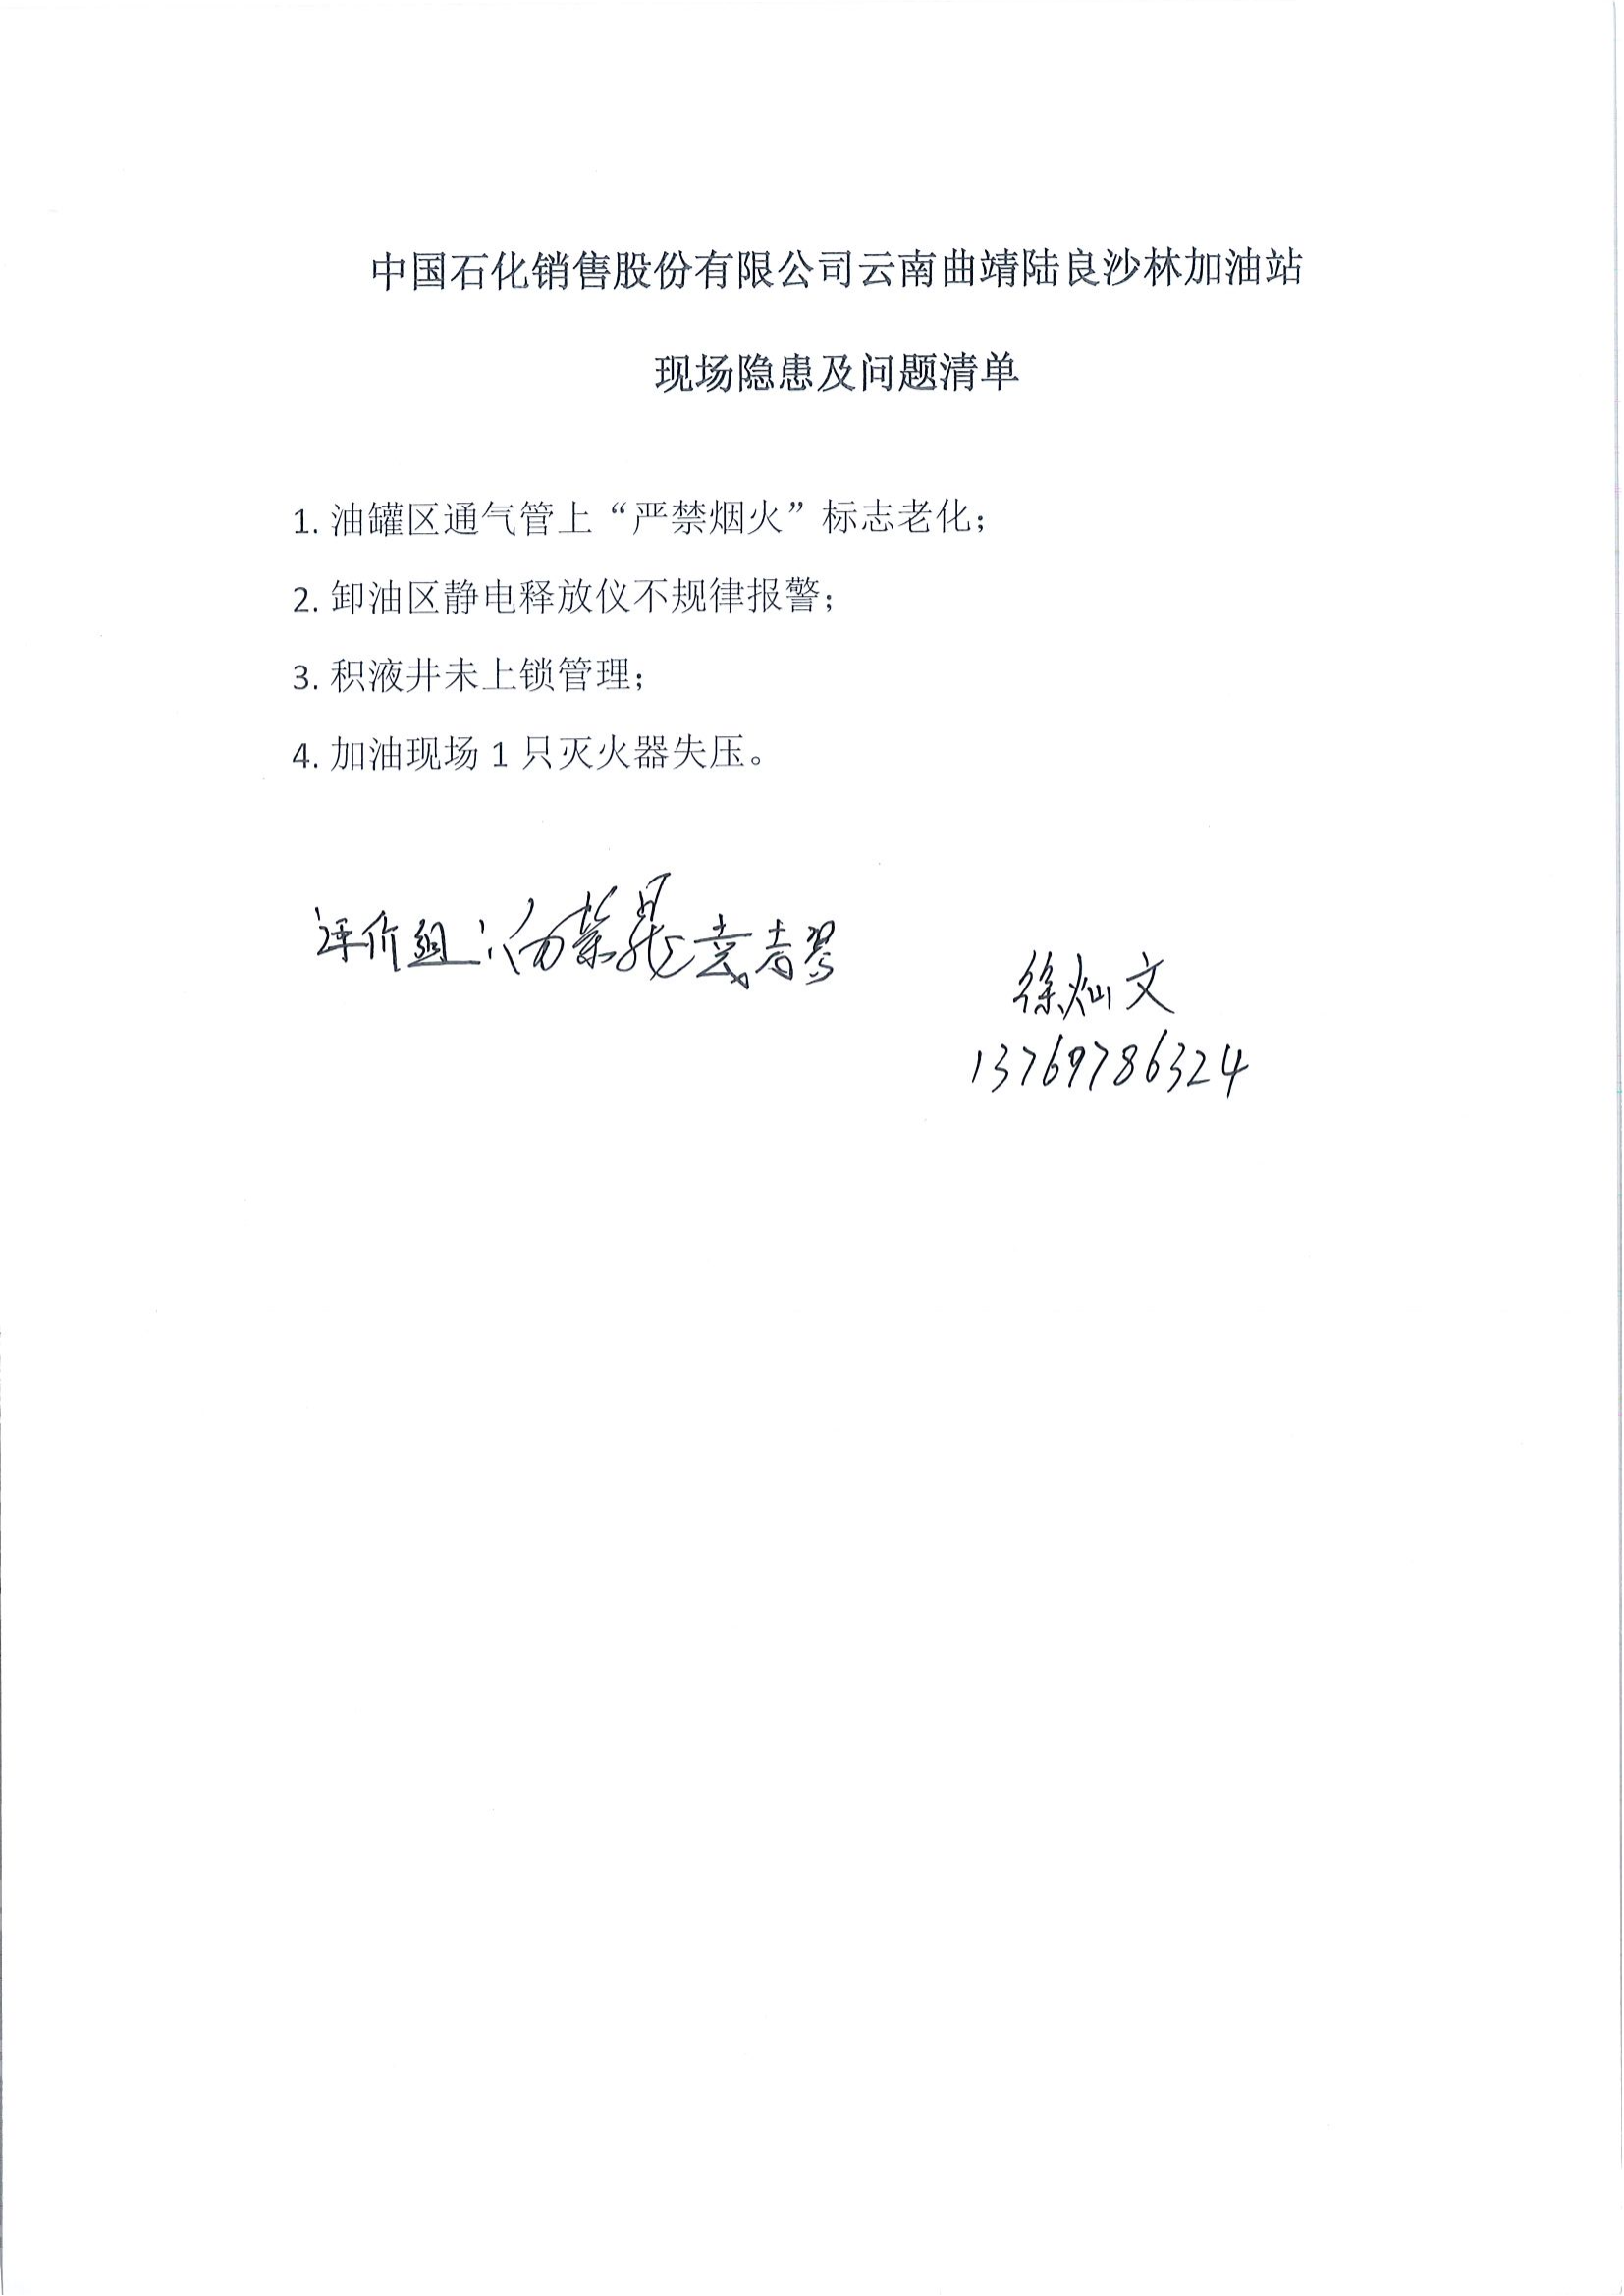 中国石化销售股份有限公司云南曲靖陆良沙林加油站
现场隐患及问题清单
1. 油罐区通气管上“严禁烟火”标志老化；
2. 卸油区静电释放仪不规律报警；
3. 积液井未上锁管理；
4. 加油现场 1 只灭火器失压。
评价组：
徐灿文
13769786324